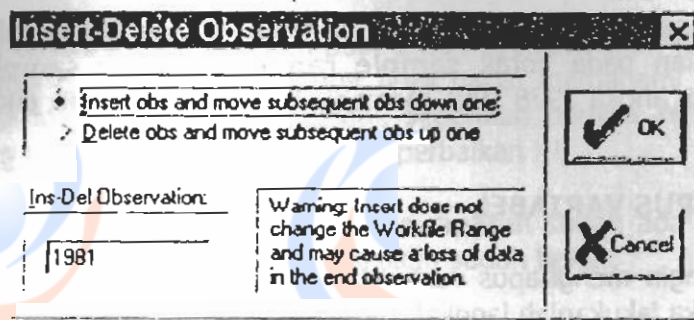 Insert-Delete Observation
Insert obs and move subsequent obs down one
Delete obs and move subsequent obs up one
Ins-Del Observation:
1981
Warning: Insert does not
change the Workfile Range
and may cause a loss of data
in the end observation.
OK
Cancel